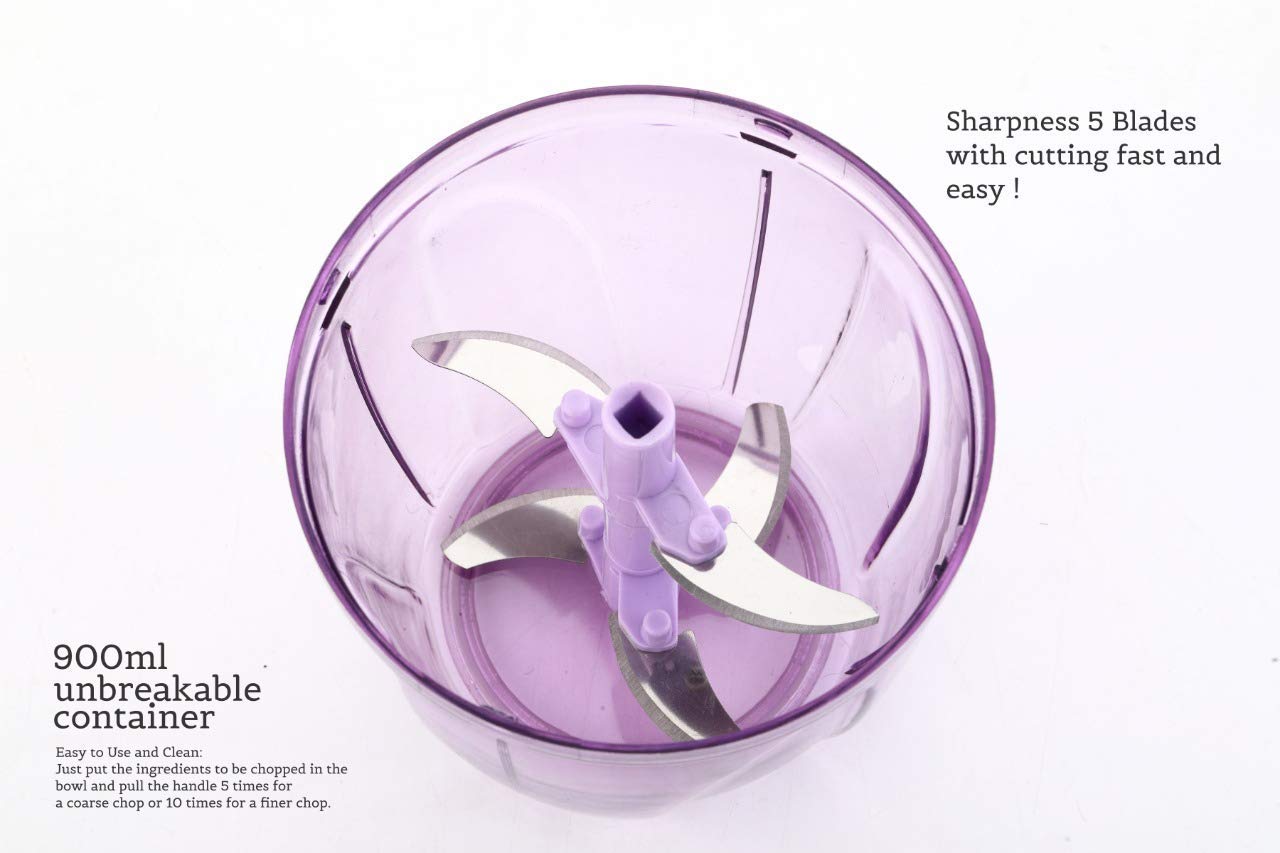 Sharpness 5 Blades
with cutting fast and
easy !
900ml
unbreakable
container
Easy to Use and Clean:
Just put the ingredients to be chopped in the
bowl and pull the handle 5 times for
a coarse chop or 10 times for a finer chop.